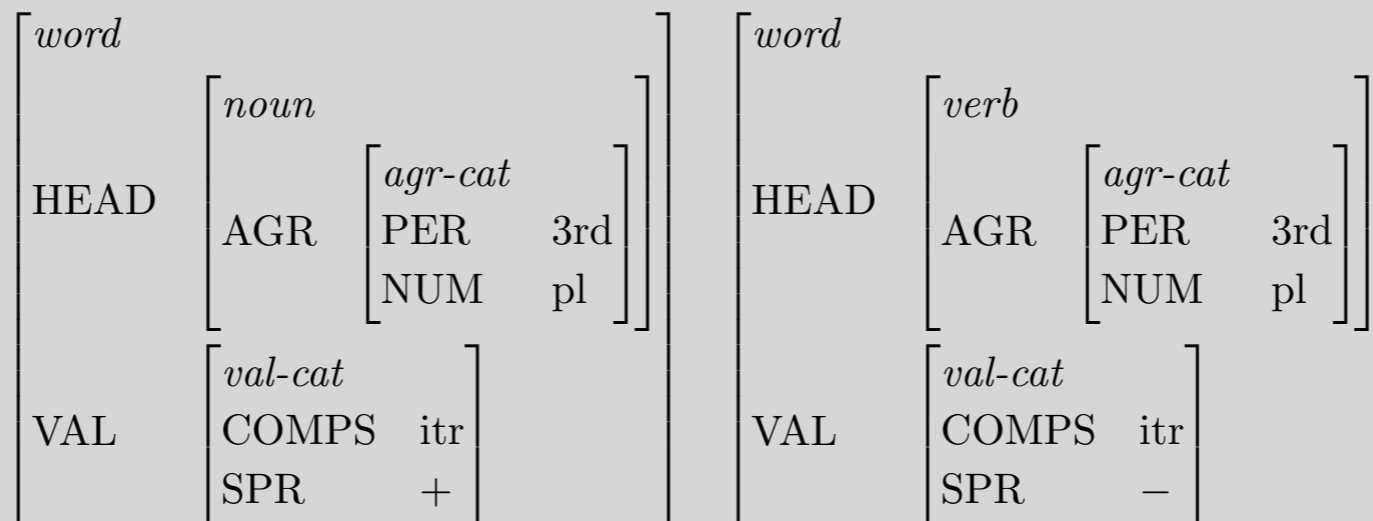 word word
noun verb
agr-cat agr-cat
HEAD HEAD
AGR PER 3rd AGR PER 3rd
NUM pl NUM pl
val-cat val-cat
VAL COMPS itr VAL COMPS itr
SPR + SPR −